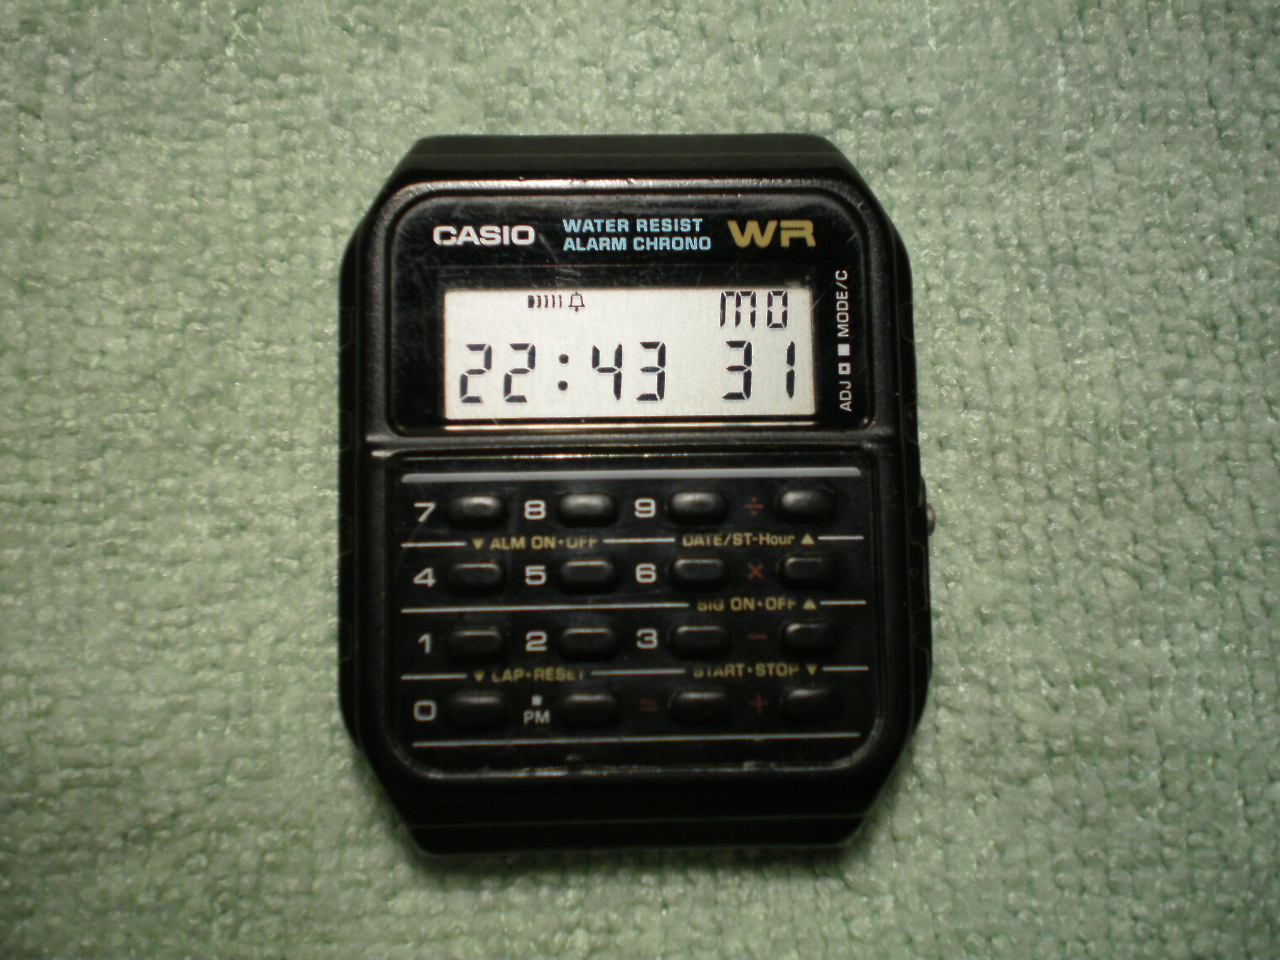 CASIO WATER RESIST WR
ALARM CHRONO
MO
22:43 31
ADJ MODE/C
7 8 9 ÷
▼ ALM ON·OFF DATE/ST-Hour ▲
4 5 6 ×
SIG ON·OFF ▲
1 2 3 −
▼ LAP·RESET START·STOP ▼
0 · = +
PM